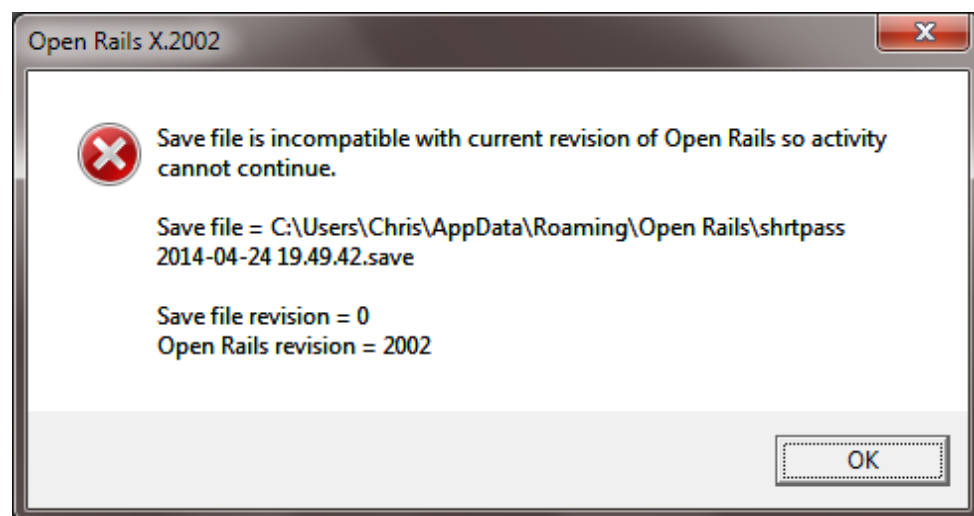 Open Rails X.2002
Save file is incompatible with current revision of Open Rails so activity
cannot continue.
Save file = C:\Users\Chris\AppData\Roaming\Open Rails\shrtpass
2014-04-24 19.49.42.save
Save file revision = 0
Open Rails revision = 2002
OK